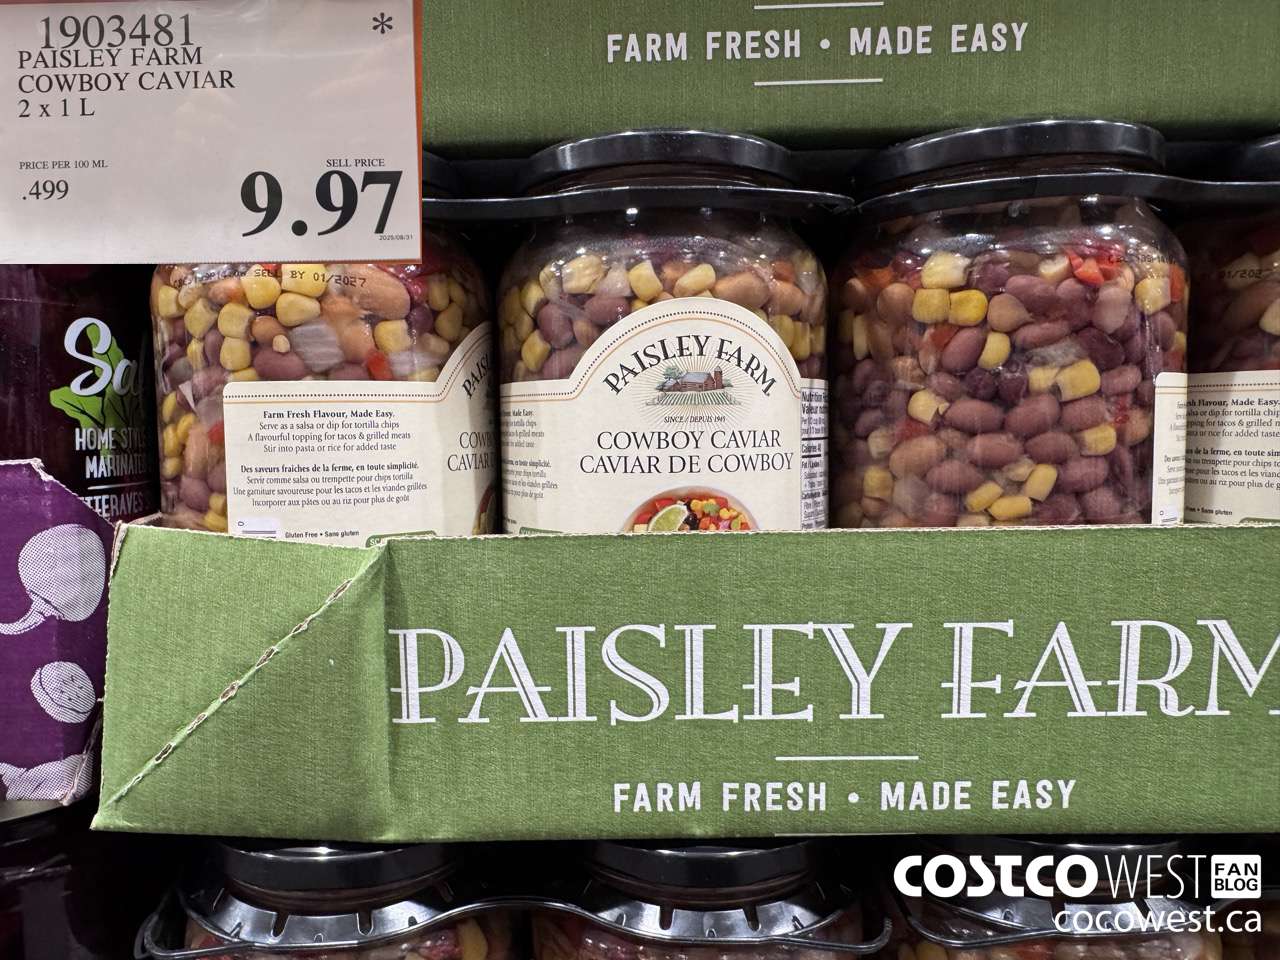 1903481
*
PAISLEY FARM
COWBOY CAVIAR
2 x 1 L
PRICE PER 100 ML
.499
SELL PRICE
9.97
2025/08/31
FARM FRESH • MADE EASY
SELL BY 01/2027
Farm Fresh Flavour, Made Easy.
Serve as a salsa or dip for tortilla chips
A flavourful topping for tacos & grilled meats
Stir into pasta or rice for added taste
Des saveurs fraîches de la ferme, en toute simplicité.
Servir comme salsa ou trempette pour chips tortilla
Une garniture savoureuse pour les tacos et les viandes grillées
Incorporer aux pâtes ou au riz pour plus de goût
Gluten Free • Sans gluten
PAISLEY FARM
SINCE / DEPUIS 1945
COWBOY CAVIAR
CAVIAR DE COWBOY
HOME STYLE
MARINATED
PAISLEY FARM
FARM FRESH • MADE EASY
COSTCO WEST FAN BLOG
cocowest.ca